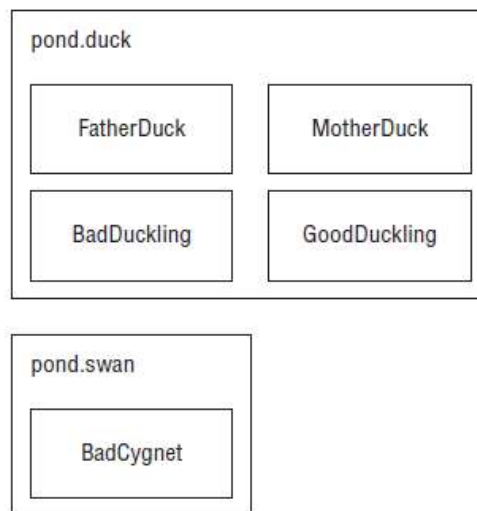 pond.duck
FatherDuck MotherDuck
BadDuckling GoodDuckling
pond.swan
BadCygnet